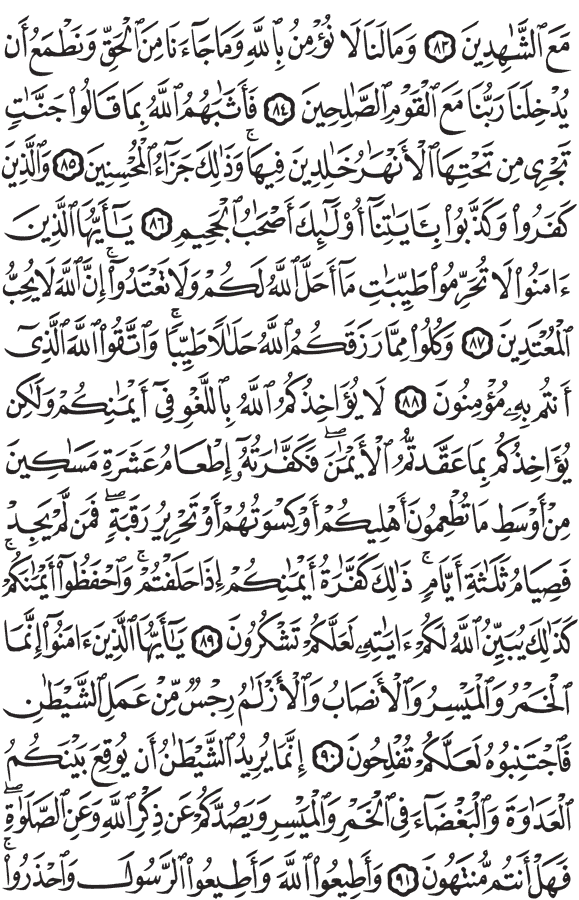 مَعَ ٱلشَّٰهِدِينَ ٨٣ وَمَا لَنَا لَا نُؤْمِنُ بِٱللَّهِ وَمَا جَآءَنَا مِنَ ٱلْحَقِّ وَنَطْمَعُ أَن
يُدْخِلَنَا رَبُّنَا مَعَ ٱلْقَوْمِ ٱلصَّٰلِحِينَ ٨٤ فَأَثَٰبَهُمُ ٱللَّهُ بِمَا قَالُوا۟ جَنَّٰتٍ
تَجْرِى مِن تَحْتِهَا ٱلْأَنْهَٰرُ خَٰلِدِينَ فِيهَا ۚ وَذَٰلِكَ جَزَآءُ ٱلْمُحْسِنِينَ ٨٥ وَٱلَّذِينَ
كَفَرُوا۟ وَكَذَّبُوا۟ بِـَٔايَٰتِنَآ أُو۟لَٰٓئِكَ أَصْحَٰبُ ٱلْجَحِيمِ ٨٦ يَٰٓأَيُّهَا ٱلَّذِينَ
ءَامَنُوا۟ لَا تُحَرِّمُوا۟ طَيِّبَٰتِ مَآ أَحَلَّ ٱللَّهُ لَكُمْ وَلَا تَعْتَدُوٓا۟ ۚ إِنَّ ٱللَّهَ لَا يُحِبُّ
ٱلْمُعْتَدِينَ ٨٧ وَكُلُوا۟ مِمَّا رَزَقَكُمُ ٱللَّهُ حَلَٰلًا طَيِّبًا ۚ وَٱتَّقُوا۟ ٱللَّهَ ٱلَّذِىٓ
أَنتُم بِهِۦ مُؤْمِنُونَ ٨٨ لَا يُؤَاخِذُكُمُ ٱللَّهُ بِٱللَّغْوِ فِىٓ أَيْمَٰنِكُمْ وَلَٰكِن
يُؤَاخِذُكُم بِمَا عَقَّدتُّمُ ٱلْأَيْمَٰنَ ۖ فَكَفَّٰرَتُهُۥٓ إِطْعَامُ عَشَرَةِ مَسَٰكِينَ
مِنْ أَوْسَطِ مَا تُطْعِمُونَ أَهْلِيكُمْ أَوْ كِسْوَتُهُمْ أَوْ تَحْرِيرُ رَقَبَةٍ ۖ فَمَن لَّمْ يَجِدْ
فَصِيَامُ ثَلَٰثَةِ أَيَّامٍ ۚ ذَٰلِكَ كَفَّٰرَةُ أَيْمَٰنِكُمْ إِذَا حَلَفْتُمْ ۚ وَٱحْفَظُوٓا۟ أَيْمَٰنَكُمْ ۚ
كَذَٰلِكَ يُبَيِّنُ ٱللَّهُ لَكُمْ ءَايَٰتِهِۦ لَعَلَّكُمْ تَشْكُرُونَ ٨٩ يَٰٓأَيُّهَا ٱلَّذِينَ ءَامَنُوٓا۟ إِنَّمَا
ٱلْخَمْرُ وَٱلْمَيْسِرُ وَٱلْأَنصَابُ وَٱلْأَزْلَٰمُ رِجْسٌ مِّنْ عَمَلِ ٱلشَّيْطَٰنِ
فَٱجْتَنِبُوهُ لَعَلَّكُمْ تُفْلِحُونَ ٩٠ إِنَّمَا يُرِيدُ ٱلشَّيْطَٰنُ أَن يُوقِعَ بَيْنَكُمُ
ٱلْعَدَٰوَةَ وَٱلْبَغْضَآءَ فِى ٱلْخَمْرِ وَٱلْمَيْسِرِ وَيَصُدَّكُمْ عَن ذِكْرِ ٱللَّهِ وَعَنِ ٱلصَّلَوٰةِ ۖ
فَهَلْ أَنتُم مُّنتَهُونَ ٩١ وَأَطِيعُوا۟ ٱللَّهَ وَأَطِيعُوا۟ ٱلرَّسُولَ وَٱحْذَرُوا۟ ۚ